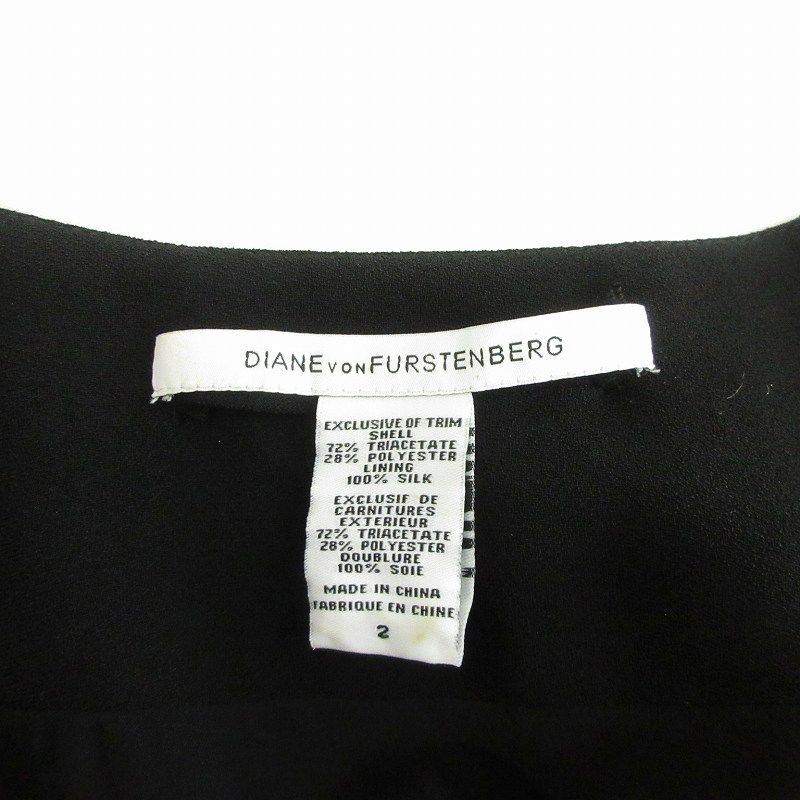 DIANE VON FURSTENBERG
EXCLUSIVE OF TRIM
SHELL
72% TRIACETATE
28% POLYESTER
LINING
100% SILK
EXCLUSIF DE
CARNITURES
EXTERIEUR
72% TRIACETATE
28% POLYESTER
DOUBLURE
100% SOIE
MADE IN CHINA
FABRIQUE EN CHINE
2